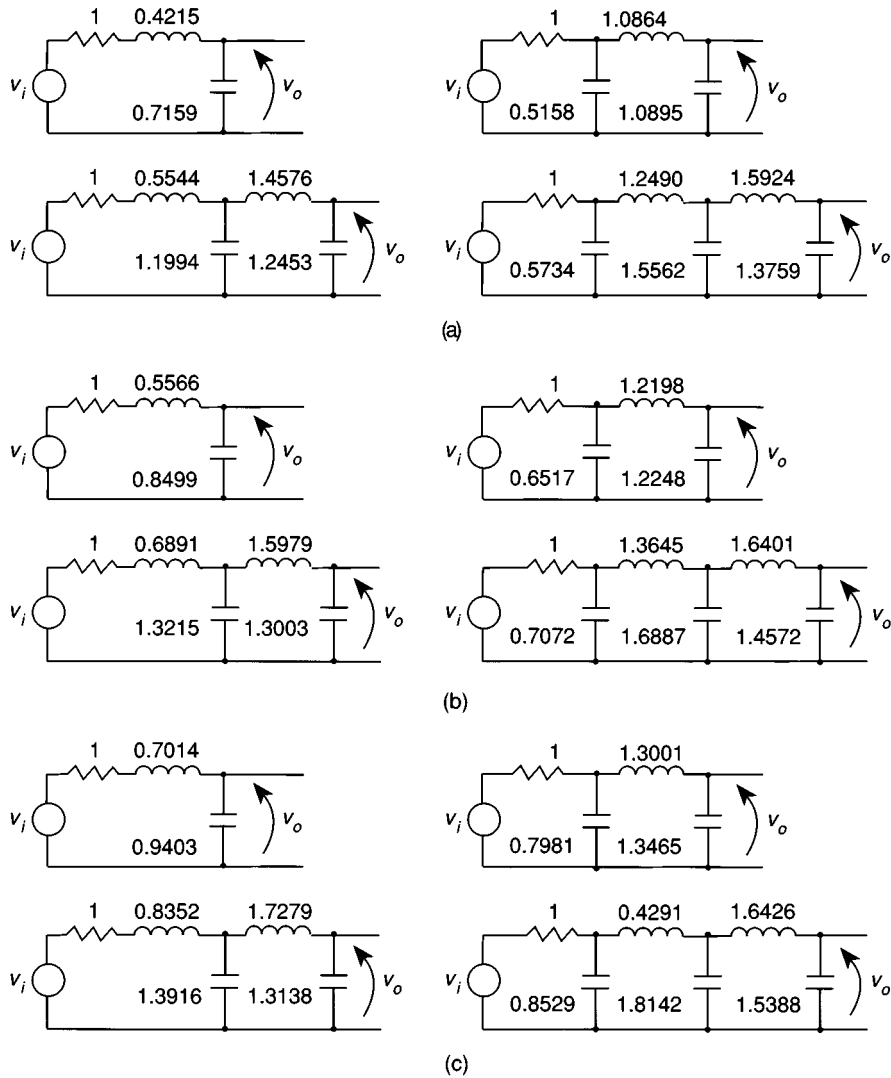 1 0.4215 1 1.0864
v_i 0.7159 v_o v_i 0.5158 1.0895 v_o
1 0.5544 1.4576 1 1.2490 1.5924
v_i 1.1994 1.2453 v_o v_i 0.5734 1.5562 1.3759 v_o
(a)
1 0.5566 1 1.2198
v_i 0.8499 v_o v_i 0.6517 1.2248 v_o
1 0.6891 1.5979 1 1.3645 1.6401
v_i 1.3215 1.3003 v_o v_i 0.7072 1.6887 1.4572 v_o
(b)
1 0.7014 1 1.3001
v_i 0.9403 v_o v_i 0.7981 1.3465 v_o
1 0.8352 1.7279 1 0.4291 1.6426
v_i 1.3916 1.3138 v_o v_i 0.8529 1.8142 1.5388 v_o
(c)